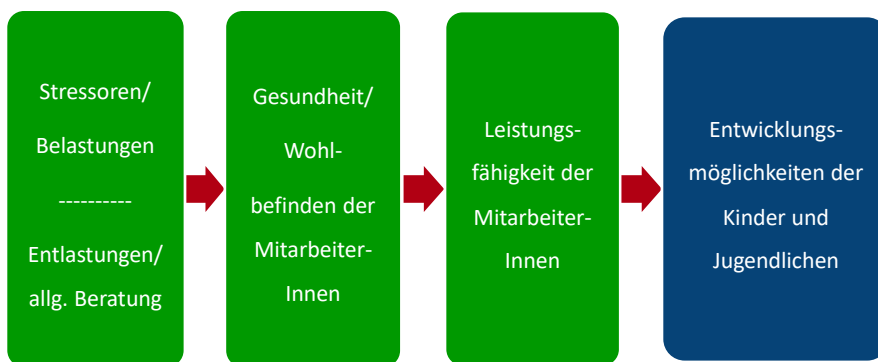 Stressoren/
Belastungen
----------
Entlastungen/
allg. Beratung
Gesundheit/
Wohl-
befinden der
Mitarbeiter-
Innen
Leistungs-
fähigkeit der
Mitarbeiter-
Innen
Entwicklungs-
möglichkeiten der
Kinder und
Jugendlichen